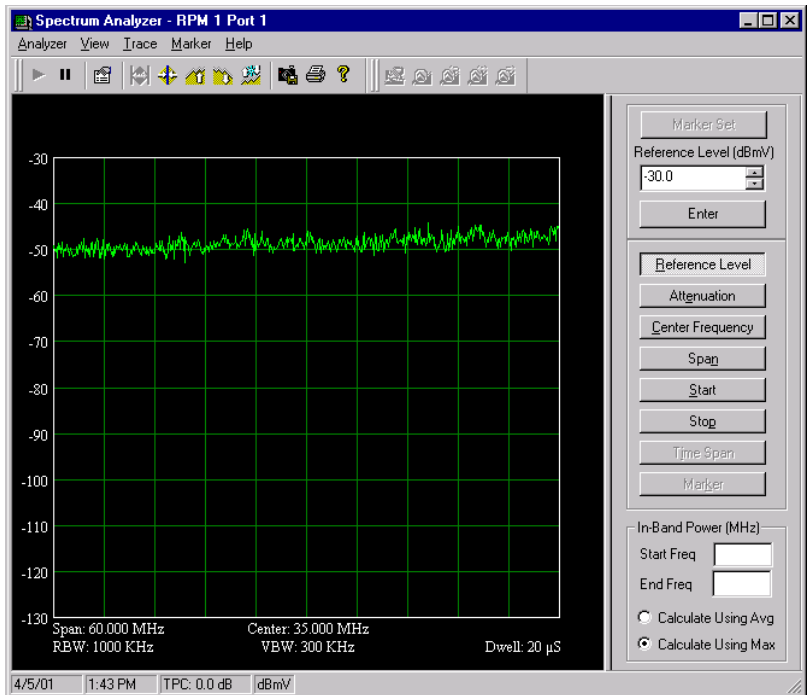 Spectrum Analyzer - RPM 1 Port 1
Analyzer View Trace Marker Help
Marker Set
Reference Level (dBmV)
-30.0
Enter
Reference Level
Attenuation
Center Frequency
Span
Start
Stop
Time Span
Marker
In-Band Power (MHz)
Start Freq
End Freq
Calculate Using Avg
Calculate Using Max
-30
-40
-50
-60
-70
-80
-90
-100
-110
-120
-130
Span: 60.000 MHz Center: 35.000 MHz
RBW: 1000 KHz VBW: 300 KHz Dwell: 20 µS
4/5/01 1:43 PM TPC: 0.0 dB dBmV